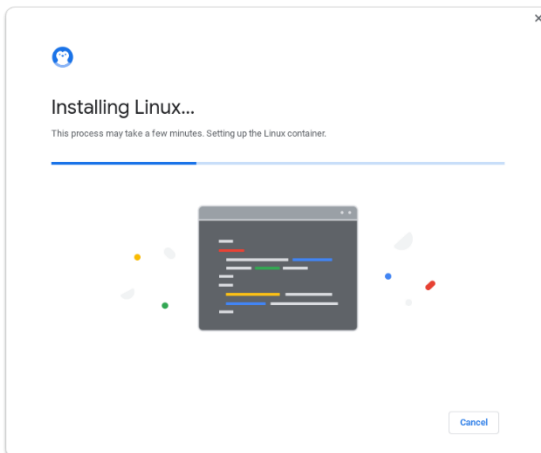 Installing Linux...
This process may take a few minutes. Setting up the Linux container.
Cancel